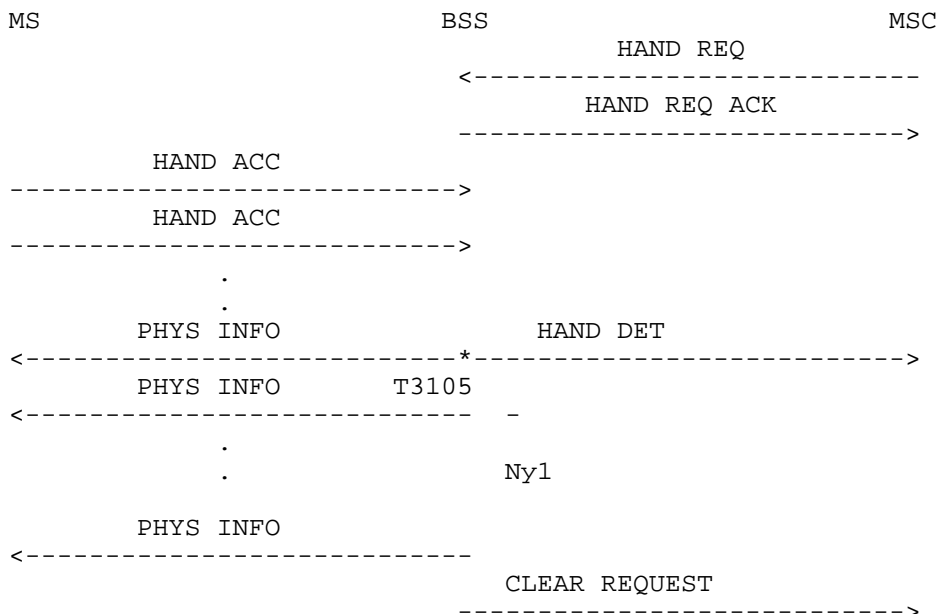 MS BSS MSC
HAND REQ
<-----------------------------
HAND REQ ACK
---------------------------->
HAND ACC
---------------------------->
HAND ACC
---------------------------->
.
.
PHYS INFO HAND DET
<---------------------------*--------------------------->
PHYS INFO T3105
<---------------------------- -
.
. Ny1
PHYS INFO
<----------------------------
CLEAR REQUEST
---------------------------->